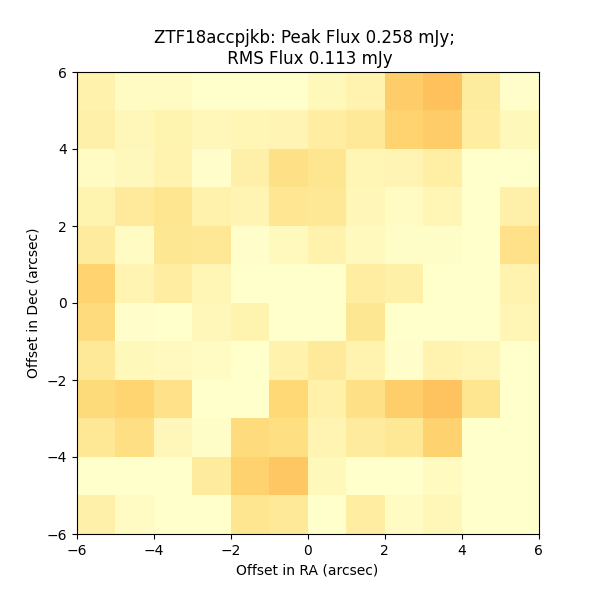 ZTF18accpjkb: Peak Flux 0.258 mJy;
RMS Flux 0.113 mJy
6
4
2
0
−2
−4
−6
Offset in Dec (arcsec)
−6 −4 −2 0 2 4 6
Offset in RA (arcsec)